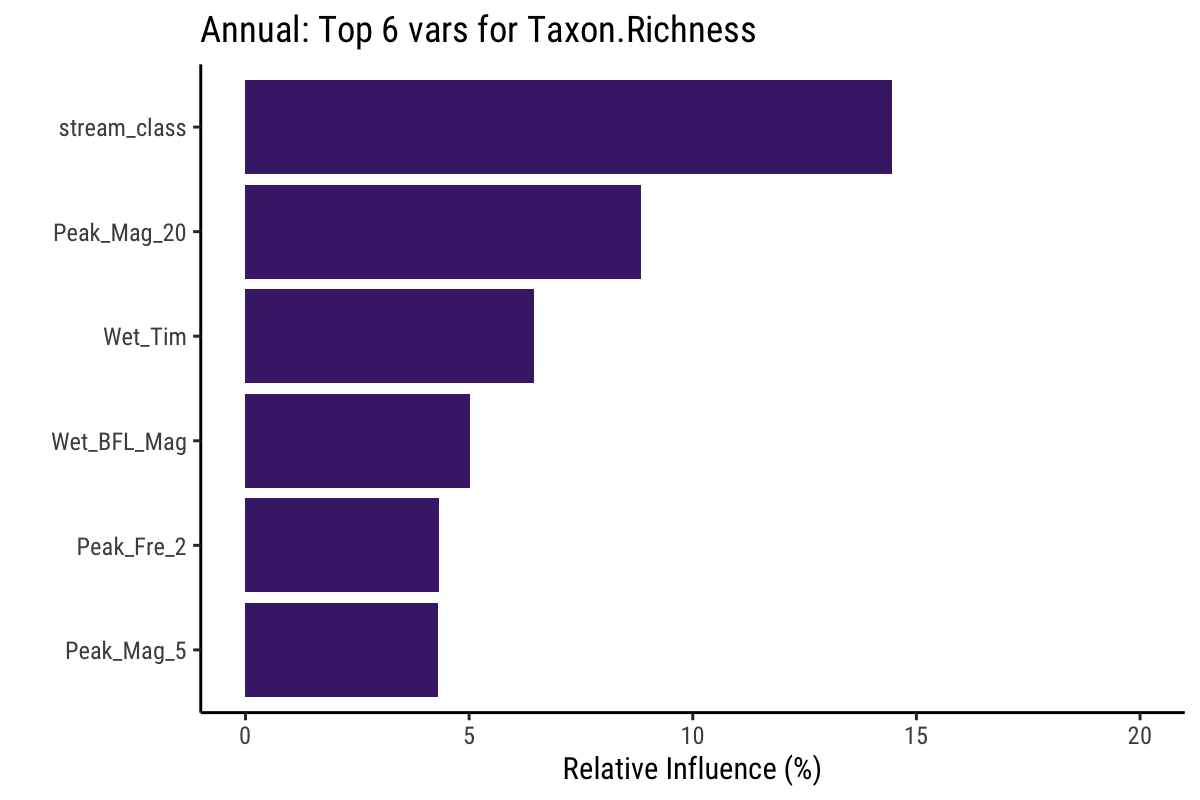 Annual: Top 6 vars for Taxon.Richness
stream_class
Peak_Mag_20
Wet_Tim
Wet_BFL_Mag
Peak_Fre_2
Peak_Mag_5
0 5 10 15 20
Relative Influence (%)